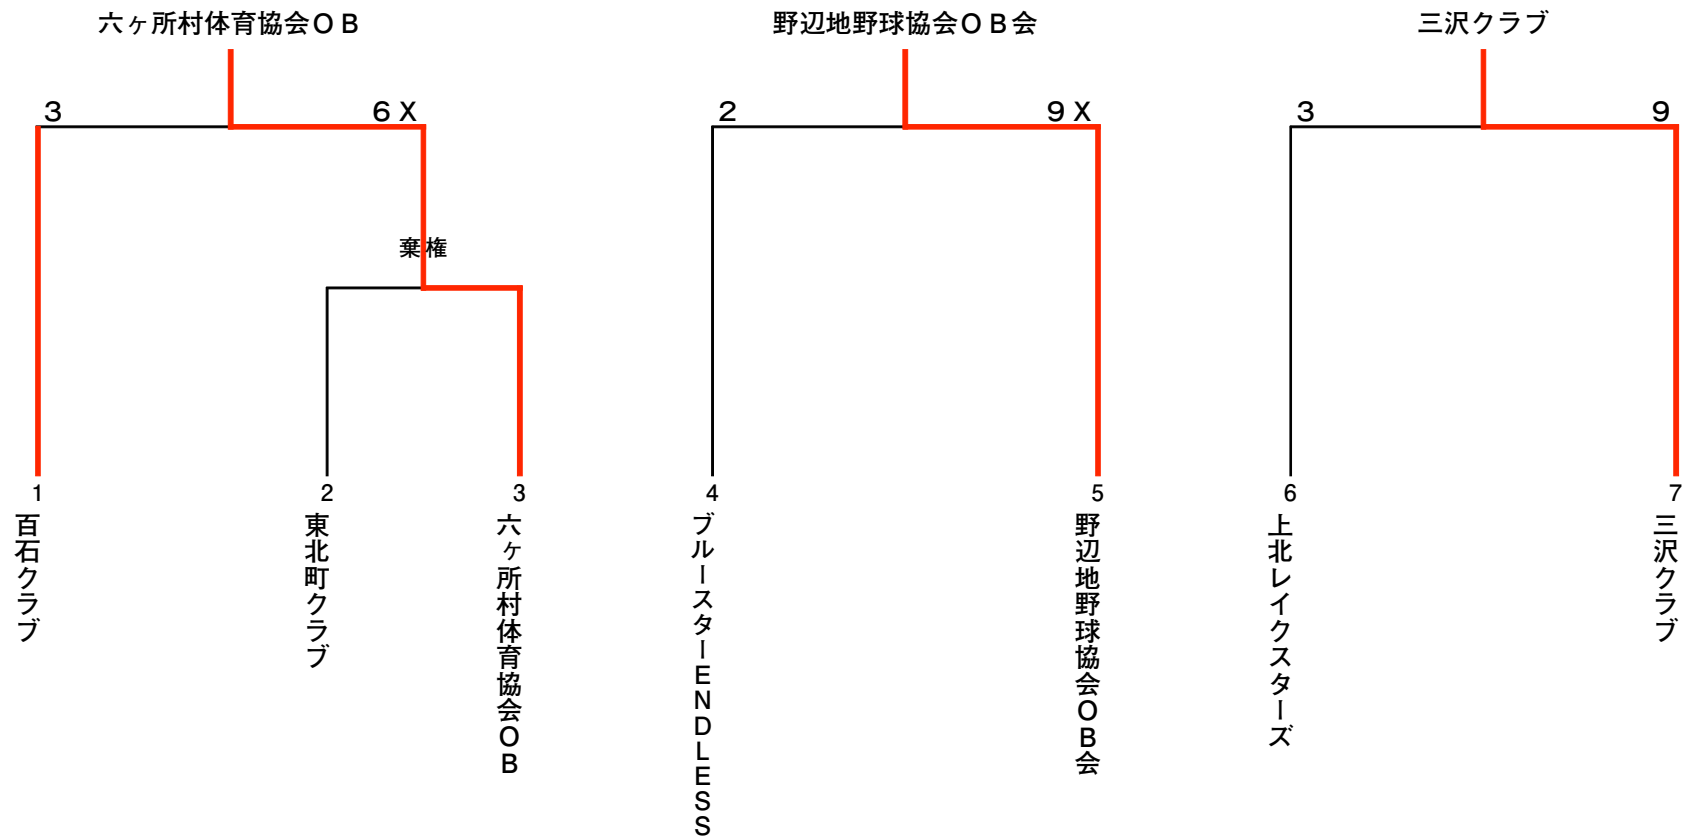 六ヶ所村体育協会ＯＢ
野辺地野球協会ＯＢ会
三沢クラブ
3
6 X
2
9 X
3
9
棄権
1
百石クラブ
2
東北町クラブ
3
六ヶ所村体育協会ＯＢ
4
ブルースターＥＮＤＬＥＳＳ
5
野辺地野球協会ＯＢ会
6
上北レイクスターズ
7
三沢クラブ